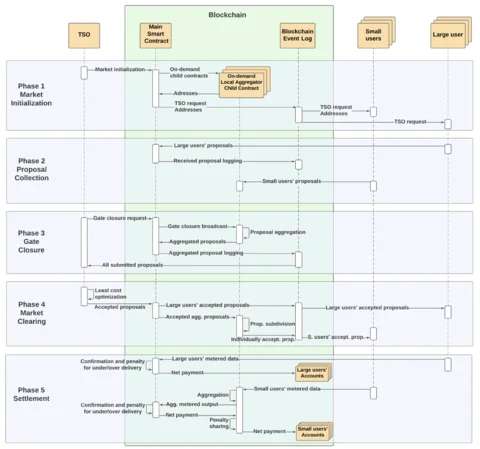 Blockchain
TSO
Main
Smart
Contract
Blockchain
Event Log
Small
users
Large user
Phase 1
Market
Initialization
Market initialization
On-demand
child contracts
On-demand
Local Aggregator
Child Contract
Adresses
TSO request
Addresses
TSO request
Addresses
TSO request
Phase 2
Proposal
Collection
Large users' proposals
Received proposal logging
Small users' proposals
Phase 3
Gate
Closure
Gate closure request
Gate closure broadcast
Proposal aggregation
Aggregated proposals
Aggregated proposal logging
All submitted proposals
Phase 4
Market
Clearing
Least cost
optimization
Accepted proposals
Large users' accepted proposals
Large users' accepted proposals
Accepted agg. proposals
Prop. subdivision
Individually accept. prop.
S. users' accept. prop.
Phase 5
Settlement
Large users' metered data
Confirmation and penalty
for under/over delivery
Net payment
Large users'
Accounts
Small users' metered data
Aggregation
Agg. metered output
Confirmation and penalty
for under/over delivery
Net payment
Penalty
sharing
Net payment
Small users'
Accounts